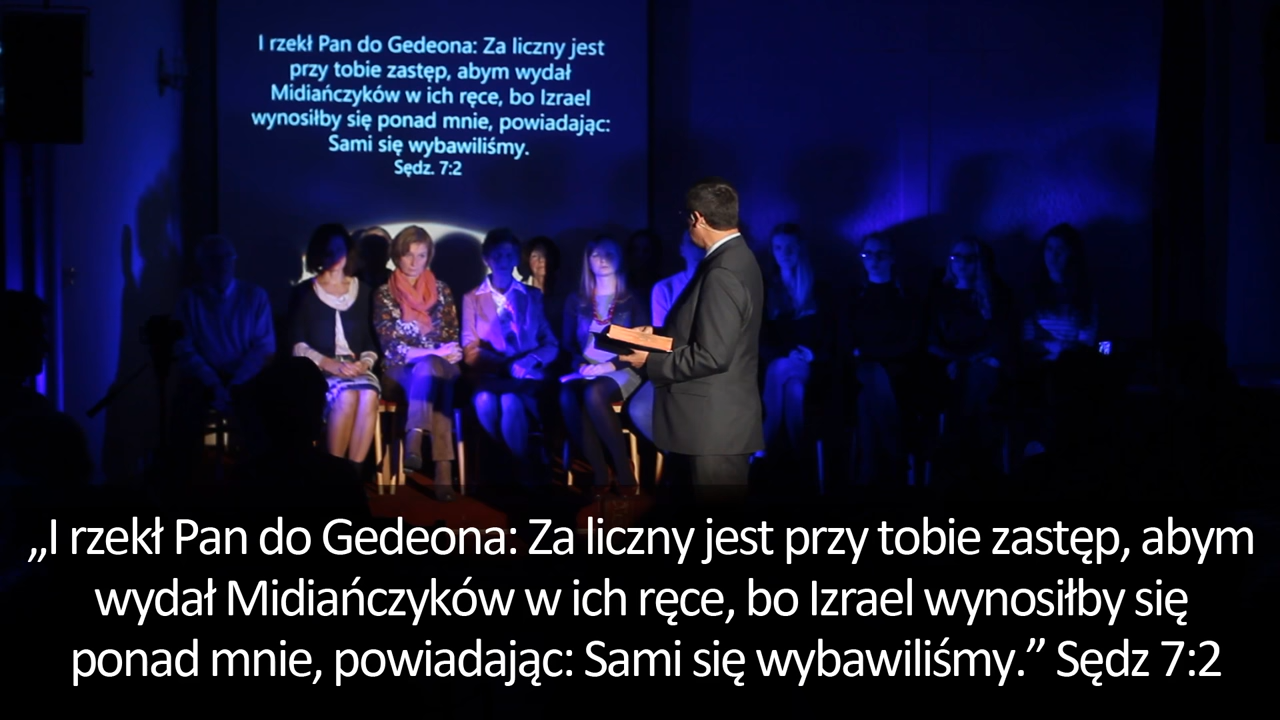 I rzekł Pan do Gedeona: Za liczny jest
przy tobie zastęp, abym wydał
Midiańczyków w ich ręce, bo Izrael
wynosiłby się ponad mnie, powiadając:
Sami się wybawiliśmy.
Sędz. 7:2
„I rzekł Pan do Gedeona: Za liczny jest przy tobie zastęp, abym
wydał Midiańczyków w ich ręce, bo Izrael wynosiłby się
ponad mnie, powiadając: Sami się wybawiliśmy.” Sędz 7:2